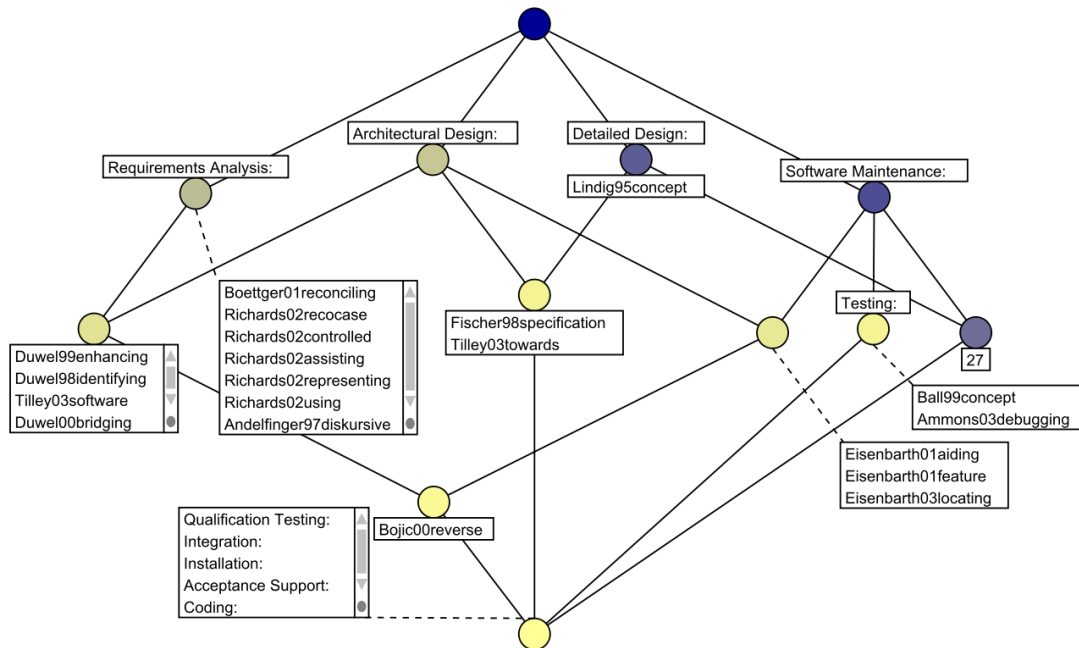 Architectural Design:
Detailed Design:
Requirements Analysis:
Software Maintenance:
Lindig95concept
Boettger01reconciling
Richards02recocase
Richards02controlled
Richards02assisting
Richards02representing
Richards02using
Andelfinger97diskursive
Testing:
Fischer98specification
Tilley03towards
Duwel99enhancing
Duwel98identifying
Tilley03software
Duwel00bridging
27
Ball99concept
Ammons03debugging
Eisenbarth01aiding
Eisenbarth01feature
Eisenbarth03locating
Qualification Testing:
Integration:
Installation:
Acceptance Support:
Coding:
Bojic00reverse